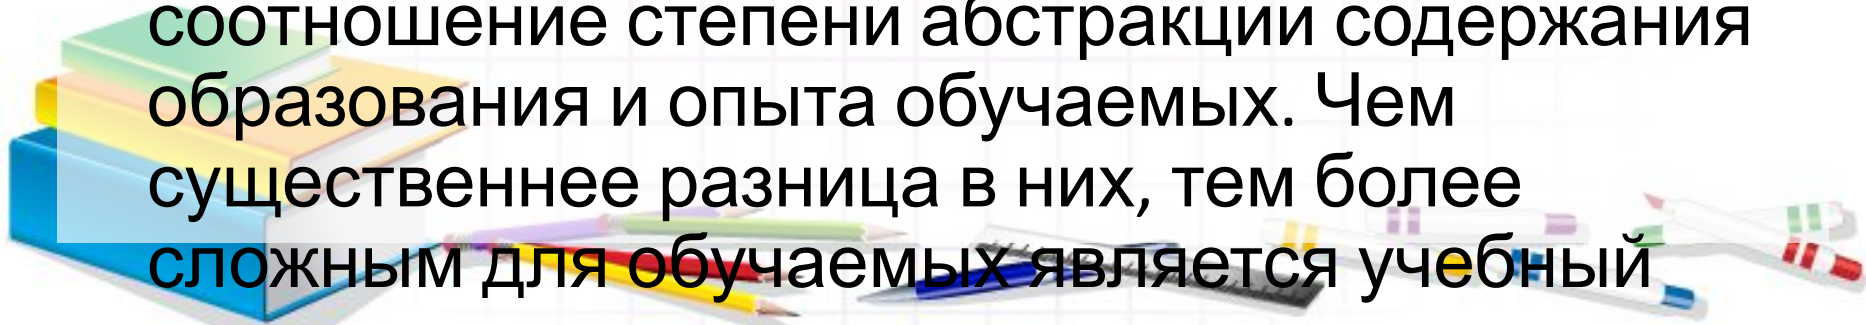 соотношение степени абстракции содержания
образования и опыта обучаемых. Чем
существеннее разница в них, тем более
сложным для обучаемых является учебный